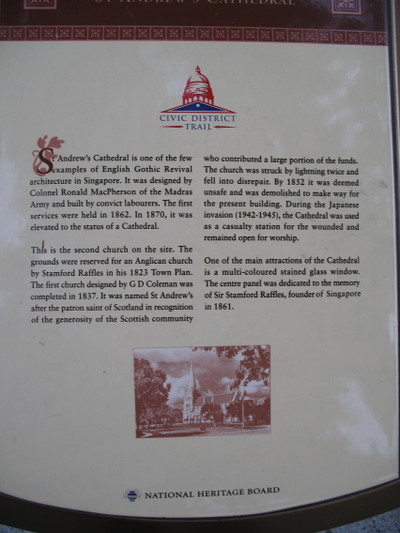 ST ANDREW'S CATHEDRAL
CIVIC DISTRICT
TRAIL
St Andrew's Cathedral is one of the few
examples of English Gothic Revival
architecture in Singapore. It was designed by
Colonel Ronald MacPherson of the Madras
Army and built by convict labourers. The first
services were held in 1862. In 1870, it was
elevated to the status of a Cathedral.
This is the second church on the site. The
grounds were reserved for an Anglican church
by Stamford Raffles in his 1823 Town Plan.
The first church designed by G D Coleman was
completed in 1837. It was named St Andrew's
after the patron saint of Scotland in recognition
of the generosity of the Scottish community
who contributed a large portion of the funds.
The church was struck by lightning twice and
fell into disrepair. By 1852 it was deemed
unsafe and was demolished to make way for
the present building. During the Japanese
invasion (1942-1945), the Cathedral was used
as a casualty station for the wounded and
remained open for worship.
One of the main attractions of the Cathedral
is a multi-coloured stained glass window.
The centre panel was dedicated to the memory
of Sir Stamford Raffles, founder of Singapore
in 1861.
NATIONAL HERITAGE BOARD